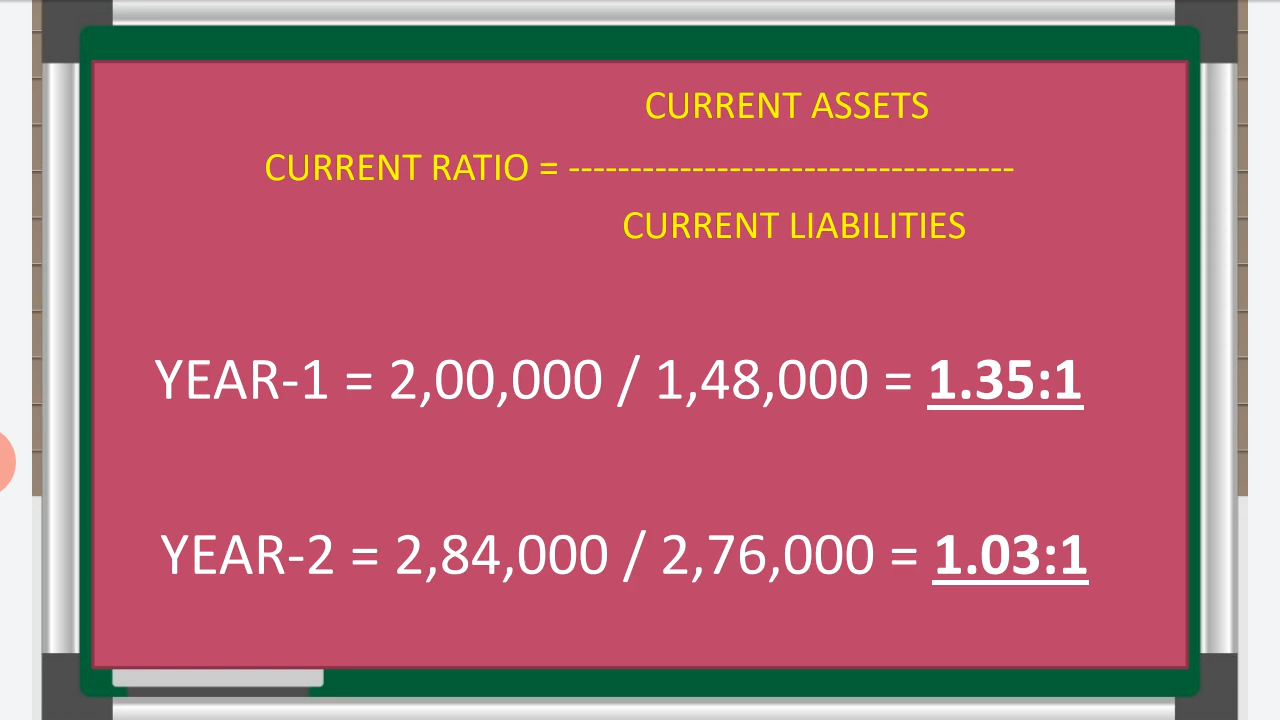 CURRENT ASSETS
CURRENT RATIO = ------------------------------------
CURRENT LIABILITIES
YEAR-1 = 2,00,000 / 1,48,000 = 1.35:1
YEAR-2 = 2,84,000 / 2,76,000 = 1.03:1